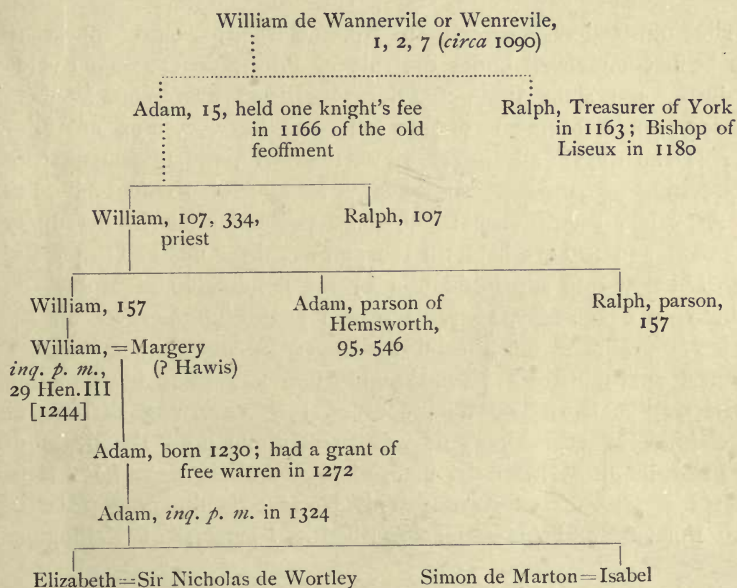 William de Wannervile or Wenrevile,
1, 2, 7 (circa 1090)
Adam, 15, held one knight's fee
in 1166 of the old
feoffment
Ralph, Treasurer of York
in 1163; Bishop of
Liseux in 1180
William, 107, 334,
priest
Ralph, 107
William, 157
Adam, parson of
Hemsworth,
95, 546
Ralph, parson,
157
William, = Margery
inq. p. m., (? Hawis)
29 Hen. III
[1244]
Adam, born 1230; had a grant of
free warren in 1272
Adam, inq. p. m. in 1324
Elizabeth = Sir Nicholas de Wortley
Simon de Marton = Isabel